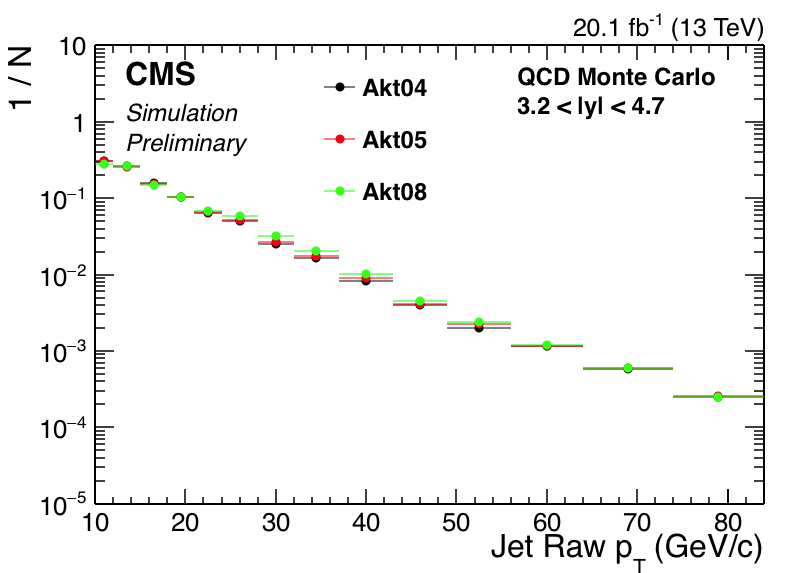 20.1 fb⁻¹ (13 TeV)
1 / N
CMS
Simulation
Preliminary
Akt04
Akt05
Akt08
QCD Monte Carlo
3.2 < |y| < 4.7
10
1
10⁻¹
10⁻²
10⁻³
10⁻⁴
10⁻⁵
10 20 30 40 50 60 70 80
Jet Raw p_T (GeV/c)